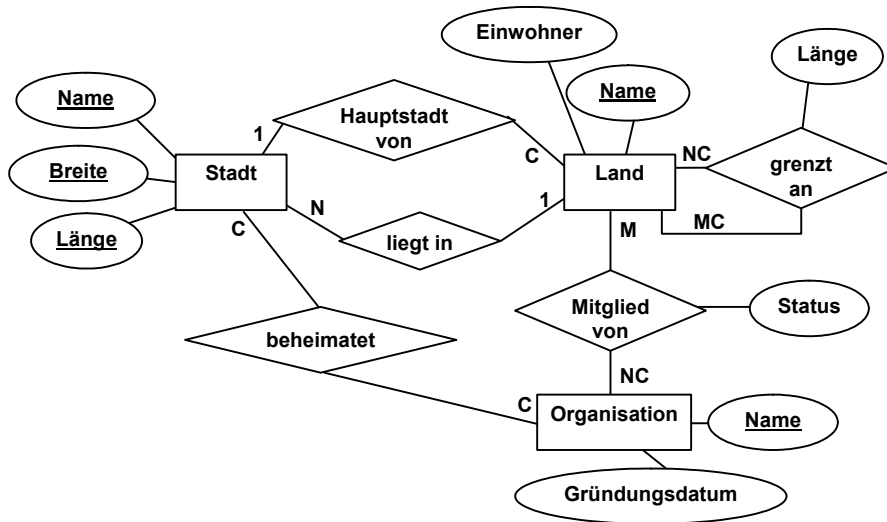 Einwohner
Länge
Name
Name
Hauptstadt
von
1
C
NC
Breite
Stadt
Land
grenzt
an
Länge
C
N
1
M
MC
liegt in
Mitglied
von
Status
beheimatet
NC
C
Organisation
Name
Gründungsdatum